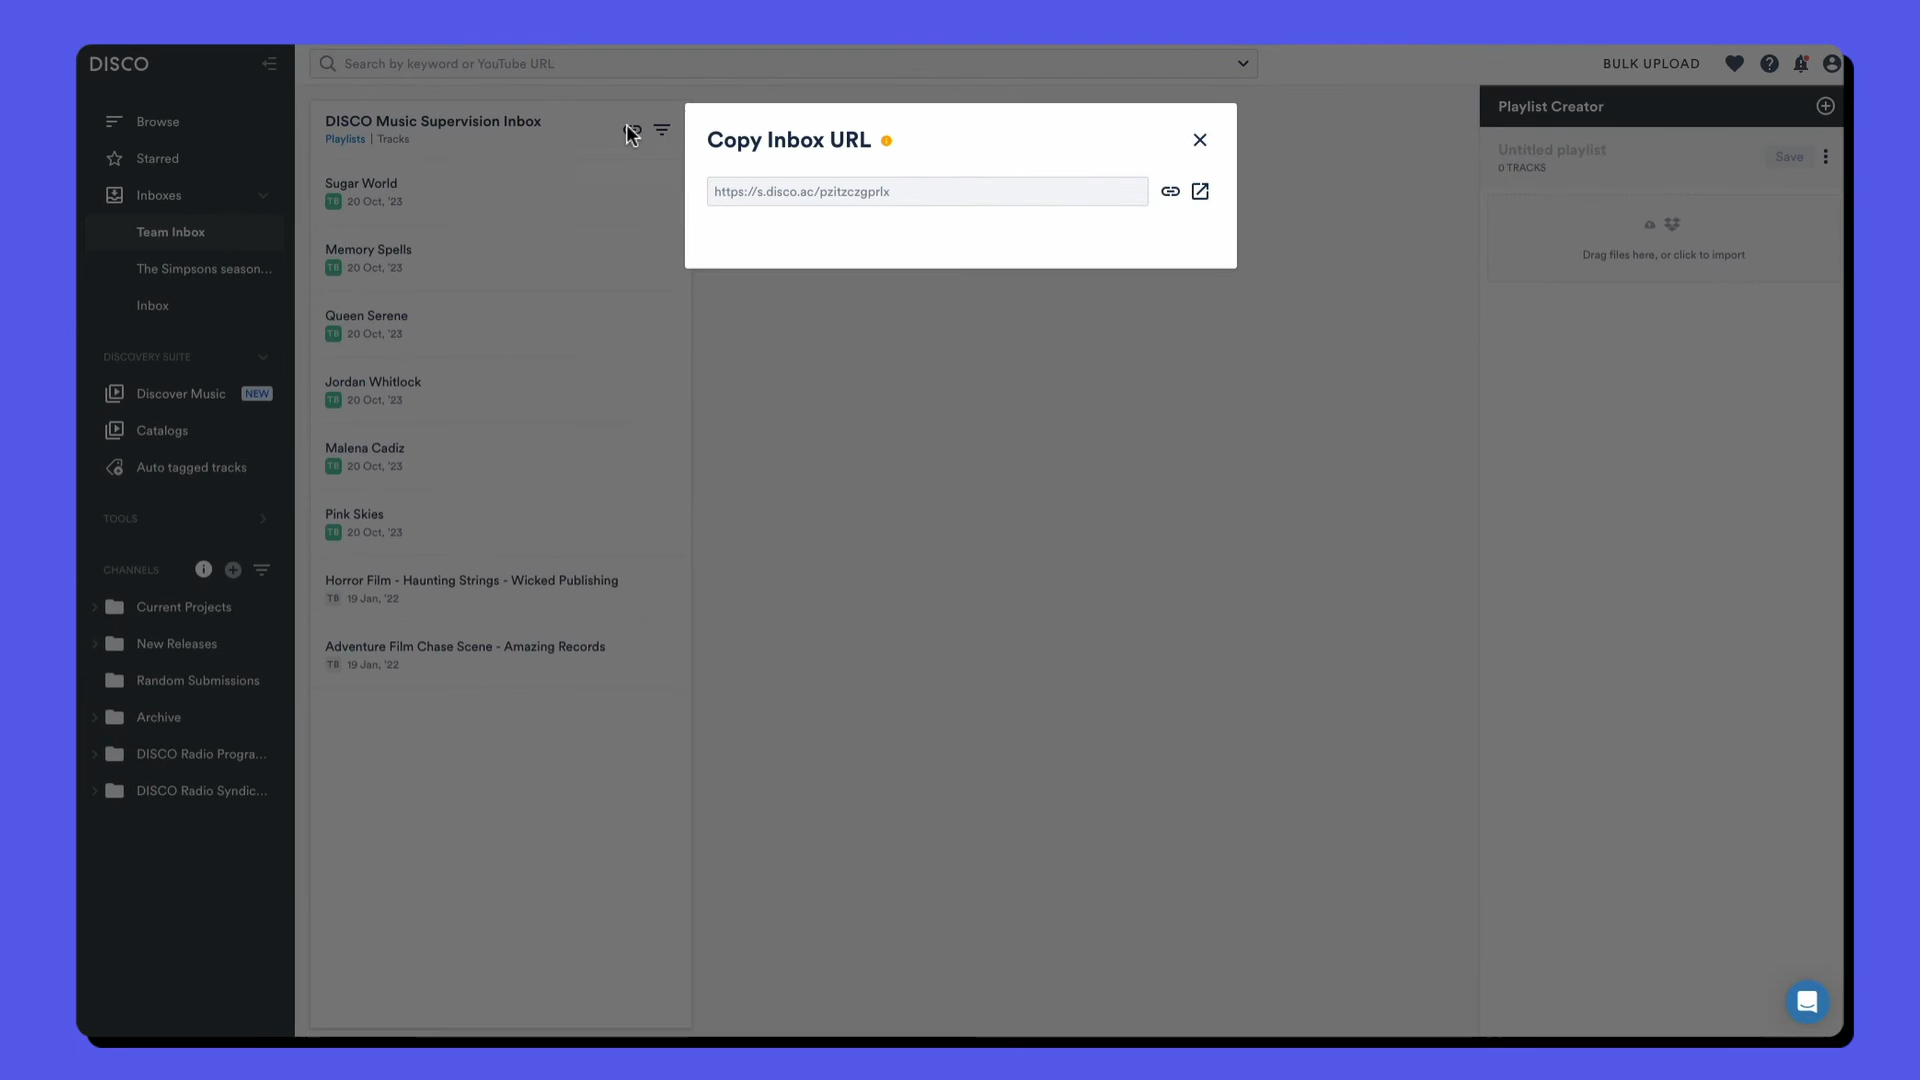 DISCO
Search by keyword or YouTube URL
BULK UPLOAD
Browse
Starred
Inboxes
Team Inbox
The Simpsons season...
Inbox
DISCOVERY SUITE
Discover Music NEW
Catalogs
Auto tagged tracks
TOOLS
CHANNELS
Current Projects
New Releases
Random Submissions
Archive
DISCO Radio Progra...
DISCO Radio Syndic...
DISCO Music Supervision Inbox
Playlists | Tracks
Sugar World
TB 20 Oct, '23
Memory Spells
TB 20 Oct, '23
Queen Serene
TB 20 Oct, '23
Jordan Whitlock
TB 20 Oct, '23
Malena Cadiz
TB 20 Oct, '23
Pink Skies
TB 20 Oct, '23
Horror Film - Haunting Strings - Wicked Publishing
TB 19 Jan, '22
Adventure Film Chase Scene - Amazing Records
TB 19 Jan, '22
Copy Inbox URL
https://s.disco.ac/pzitzczgprlx
Playlist Creator
Untitled playlist
0 TRACKS
Save
Drag files here, or click to import